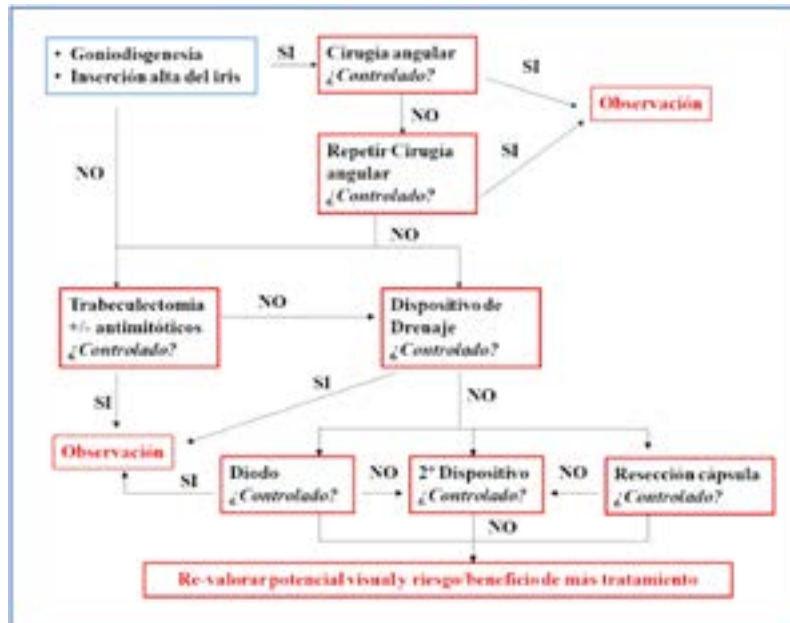 • Goniodisgenesia
• Inserción alta del iris
SI
Cirugía angular
¿Controlado?
SI
Observación
NO
NO
Repetir Cirugía
angular
¿Controlado?
SI
NO
Trabeculectomia
+/- antimitóticos
¿Controlado?
NO
Dispositivo de
Drenaje
¿Controlado?
SI
SI
NO
Observación
SI
Diodo
¿Controlado?
NO
2º Dispositivo
¿Controlado?
NO
Resección cápsula
¿Controlado?
NO
Re-valorar potencial visual y riesgo/beneficio de más tratamiento